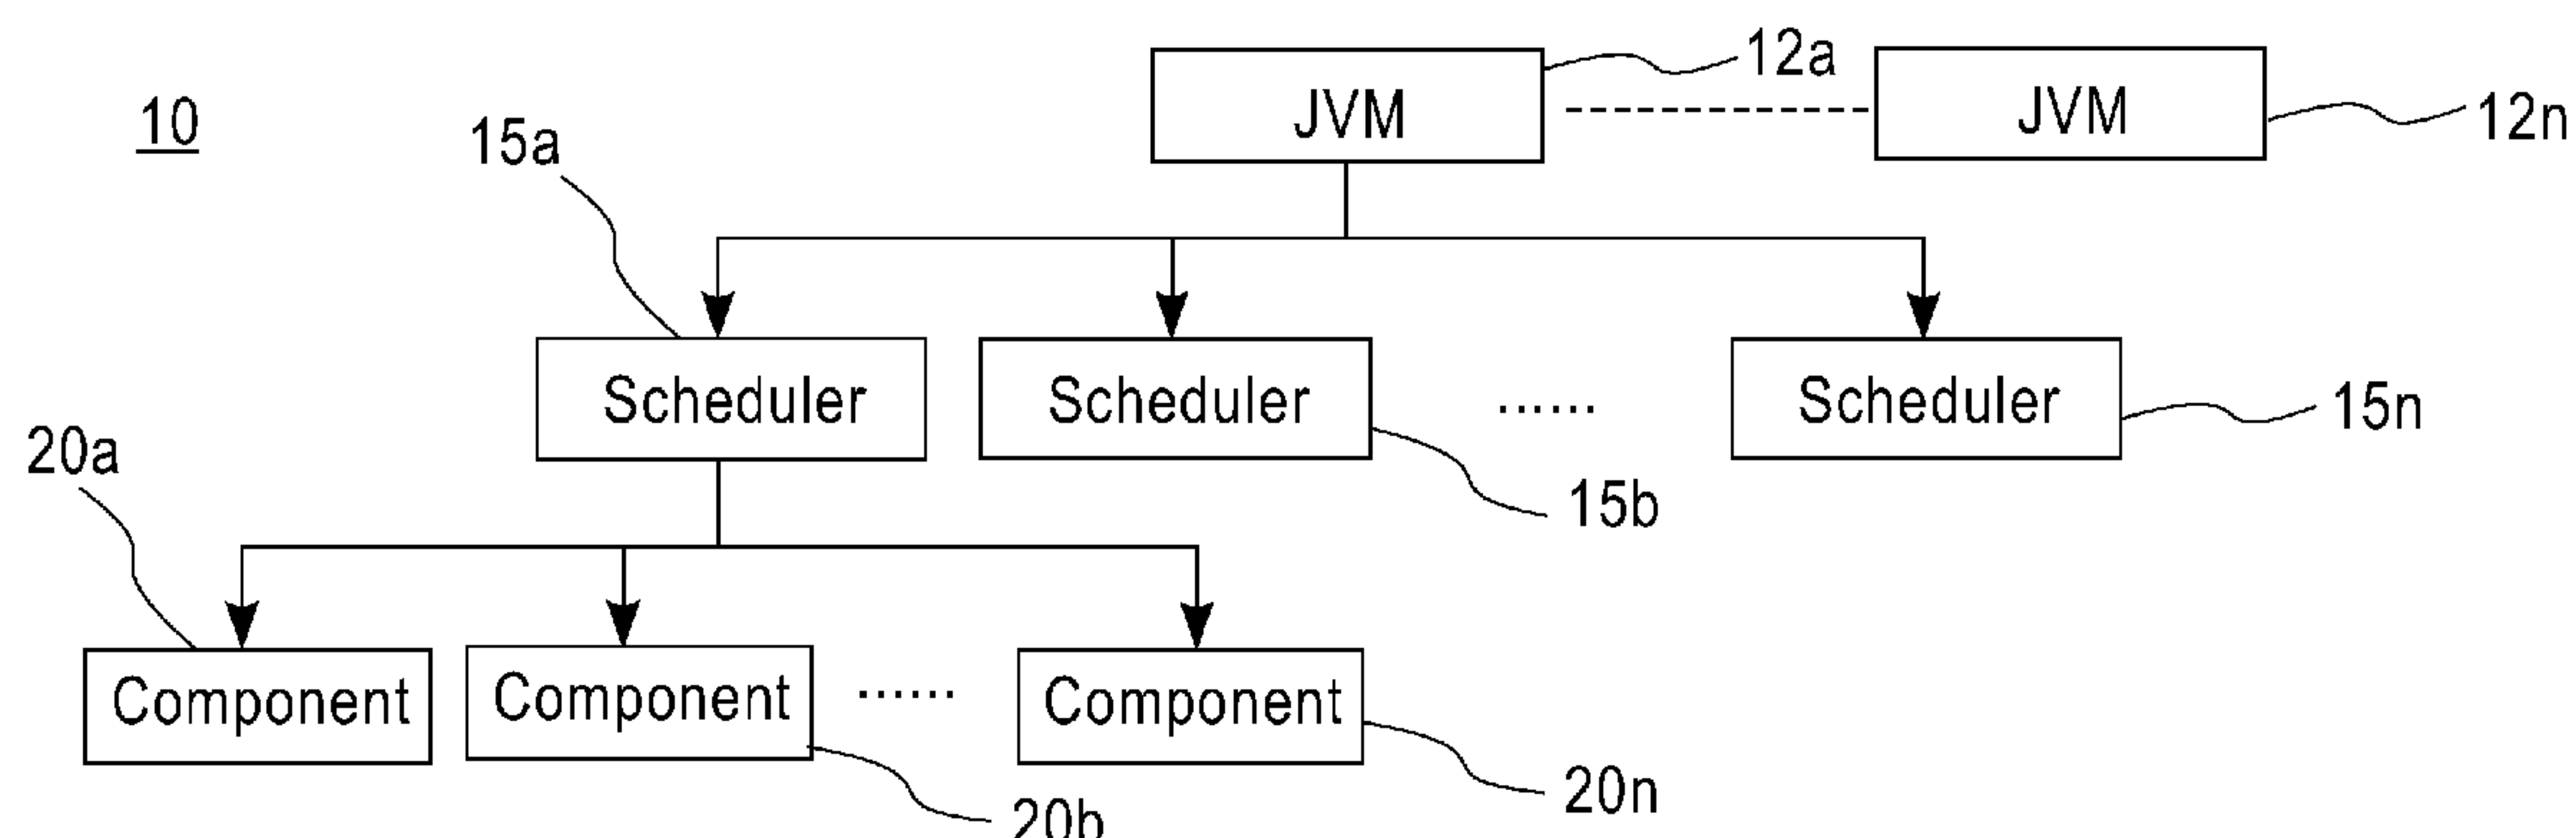 10
JVM
12a
JVM
12n
15a
Scheduler
Scheduler
......
Scheduler
15n
15b
20a
Component
Component
......
Component
20n
20b